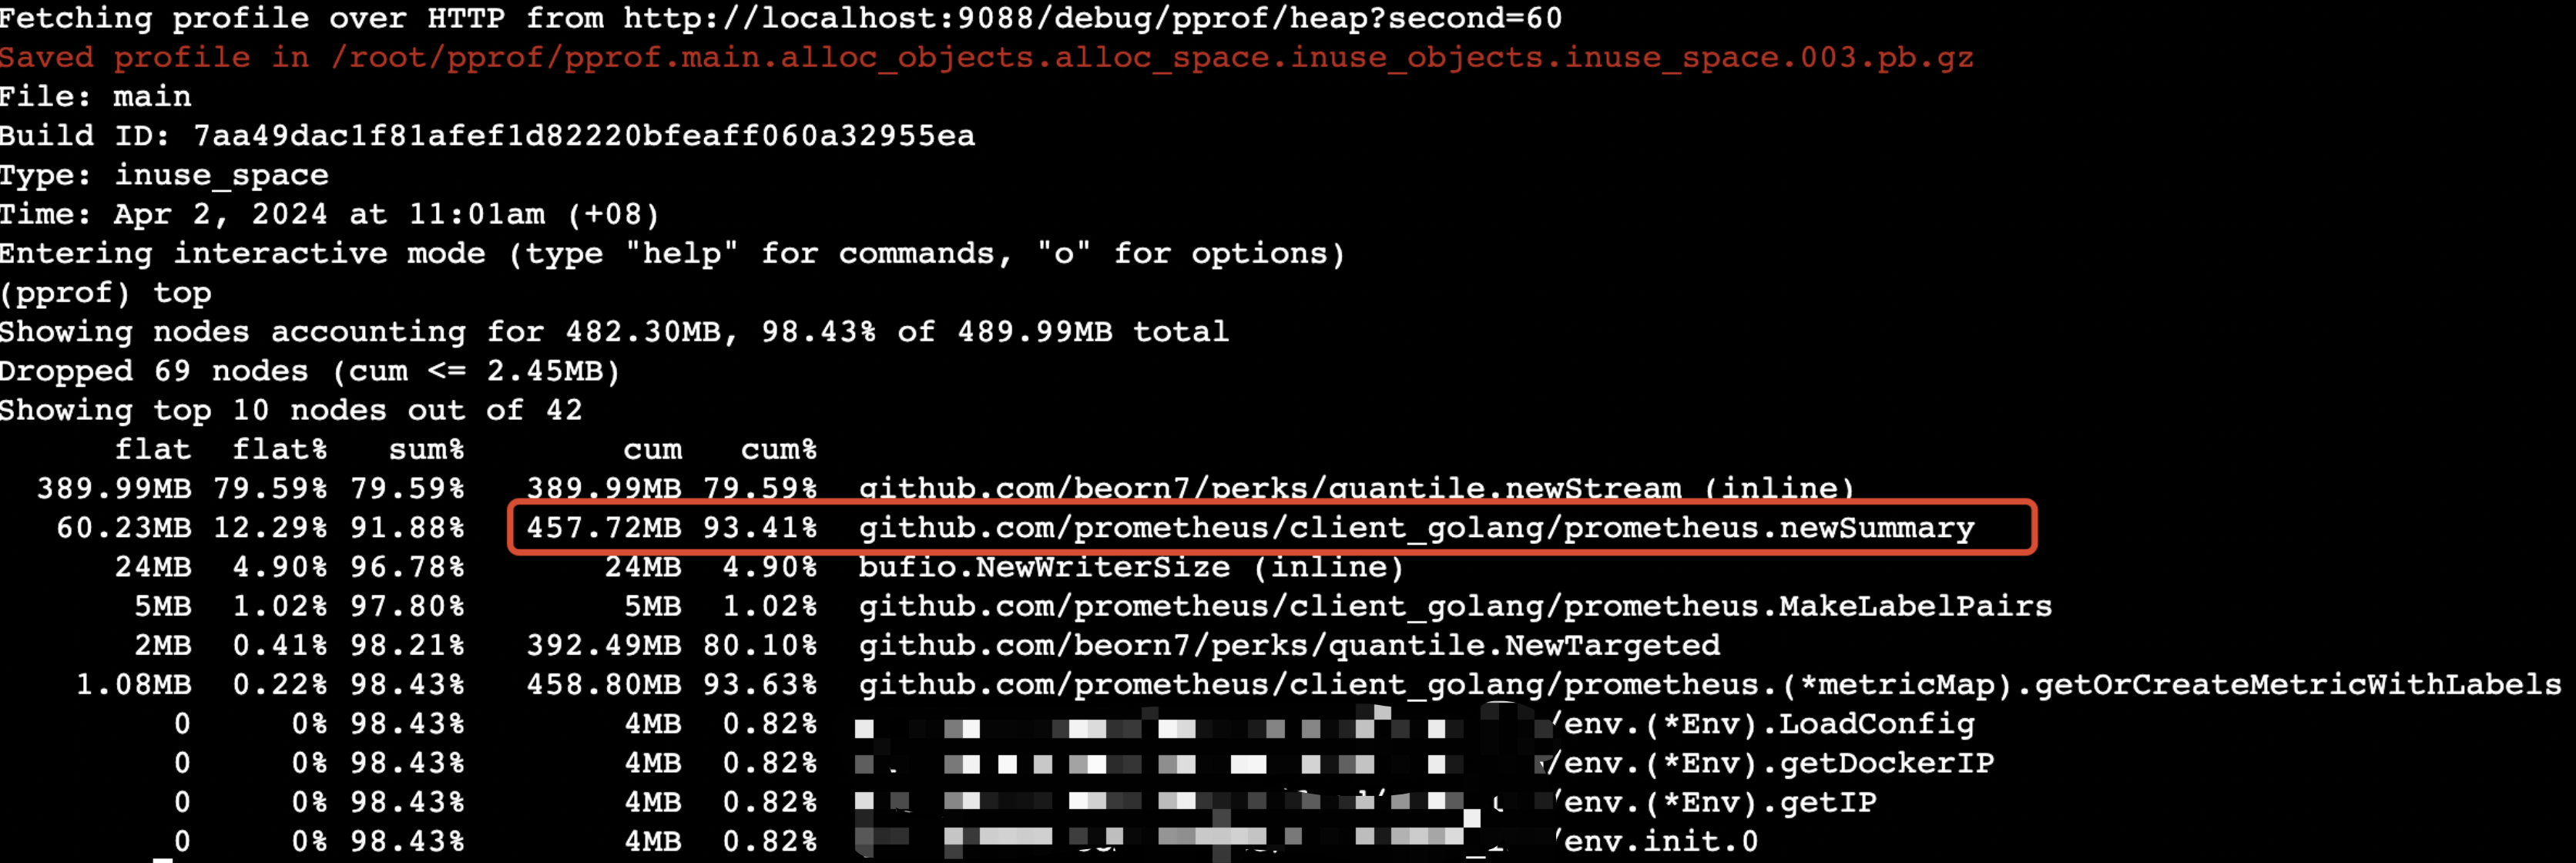 Fetching profile over HTTP from http://localhost:9088/debug/pprof/heap?second=60
Saved profile in /root/pprof/pprof.main.alloc_objects.alloc_space.inuse_objects.inuse_space.003.pb.gz
File: main
Build ID: 7aa49dac1f81afef1d82220bfeaff060a32955ea
Type: inuse_space
Time: Apr 2, 2024 at 11:01am (+08)
Entering interactive mode (type "help" for commands, "o" for options)
(pprof) top
Showing nodes accounting for 482.30MB, 98.43% of 489.99MB total
Dropped 69 nodes (cum <= 2.45MB)
Showing top 10 nodes out of 42
flat flat% sum% cum cum%
389.99MB 79.59% 79.59% 389.99MB 79.59% github.com/beorn7/perks/quantile.newStream (inline)
60.23MB 12.29% 91.88% 457.72MB 93.41% github.com/prometheus/client_golang/prometheus.newSummary
24MB 4.90% 96.78% 24MB 4.90% bufio.NewWriterSize (inline)
5MB 1.02% 97.80% 5MB 1.02% github.com/prometheus/client_golang/prometheus.MakeLabelPairs
2MB 0.41% 98.21% 392.49MB 80.10% github.com/beorn7/perks/quantile.NewTargeted
1.08MB 0.22% 98.43% 458.80MB 93.63% github.com/prometheus/client_golang/prometheus.(*metricMap).getOrCreateMetricWithLabels
0 0% 98.43% 4MB 0.82% /env.(*Env).LoadConfig
0 0% 98.43% 4MB 0.82% /env.(*Env).getDockerIP
0 0% 98.43% 4MB 0.82% /env.(*Env).getIP
0 0% 98.43% 4MB 0.82% /env.init.0